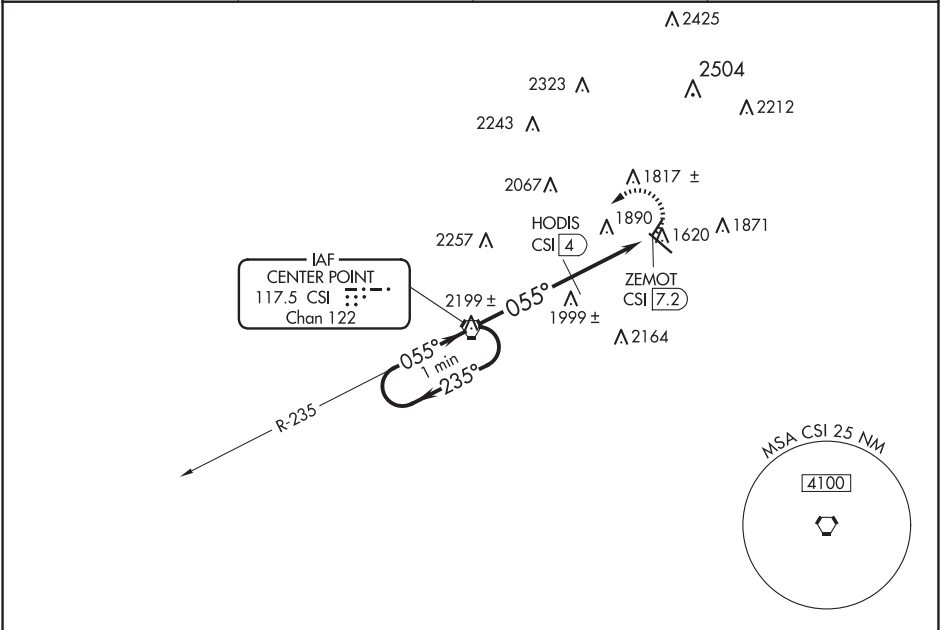 2425
2504
2323
2212
2243
1817 ±
2067
HODIS
CSI 4
1890
1620
1871
2257
IAF
CENTER POINT
117.5 CSI
Chan 122
2199 ±
055°
1999 ±
ZEMOT
CSI 7.2
2164
055°
1 min
235°
R-235
MSA CSI 25 NM
4100